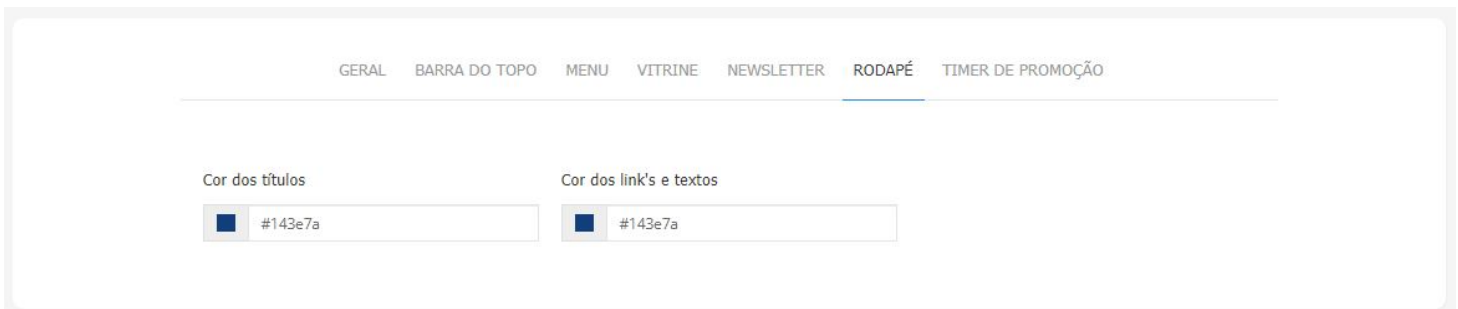 GERAL BARRA DO TOPO MENU VITRINE NEWSLETTER RODAPÉ TIMER DE PROMOÇÃO
Cor dos títulos Cor dos link's e textos
#143e7a #143e7a